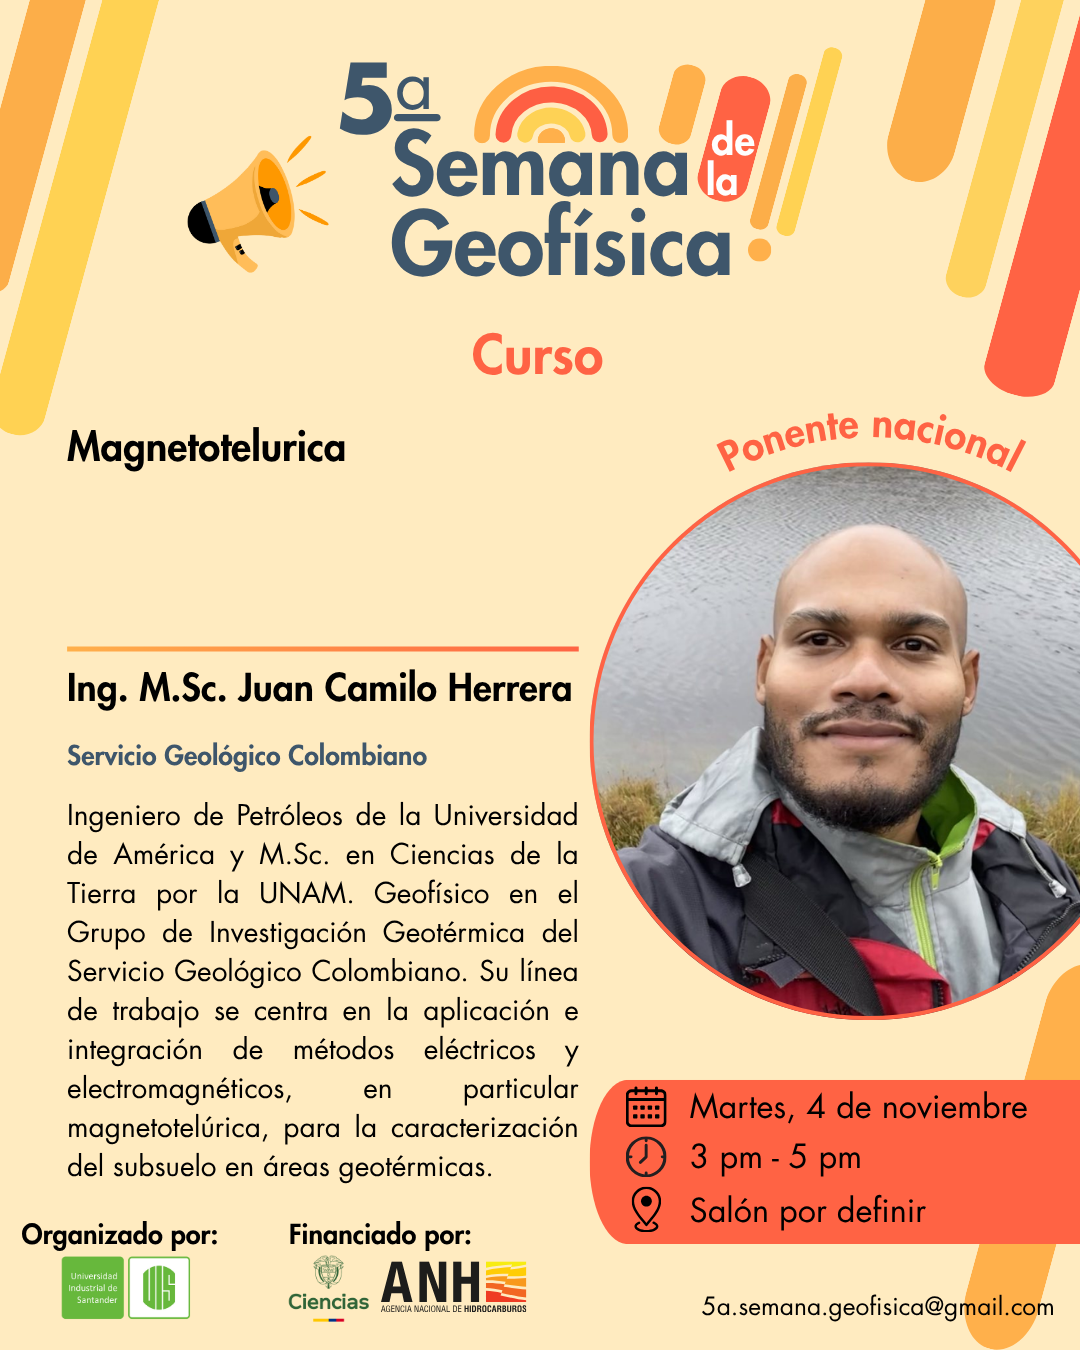 5ª
Semana de la
Geofísica
Curso
Magnetotelurica
Ponente nacional
Ing. M.Sc. Juan Camilo Herrera
Servicio Geológico Colombiano
Ingeniero de Petróleos de la Universidad
de América y M.Sc. en Ciencias de la
Tierra por la UNAM. Geofísico en el
Grupo de Investigación Geotérmica del
Servicio Geológico Colombiano. Su línea
de trabajo se centra en la aplicación e
integración de métodos eléctricos y
electromagnéticos, en particular
magnetotelúrica, para la caracterización
del subsuelo en áreas geotérmicas.
Martes, 4 de noviembre
3 pm - 5 pm
Salón por definir
Organizado por:
Universidad
Industrial de
Santander
UIS
Financiado por:
Ciencias
ANH
AGENCIA NACIONAL DE HIDROCARBUROS
5a.semana.geofisica@gmail.com